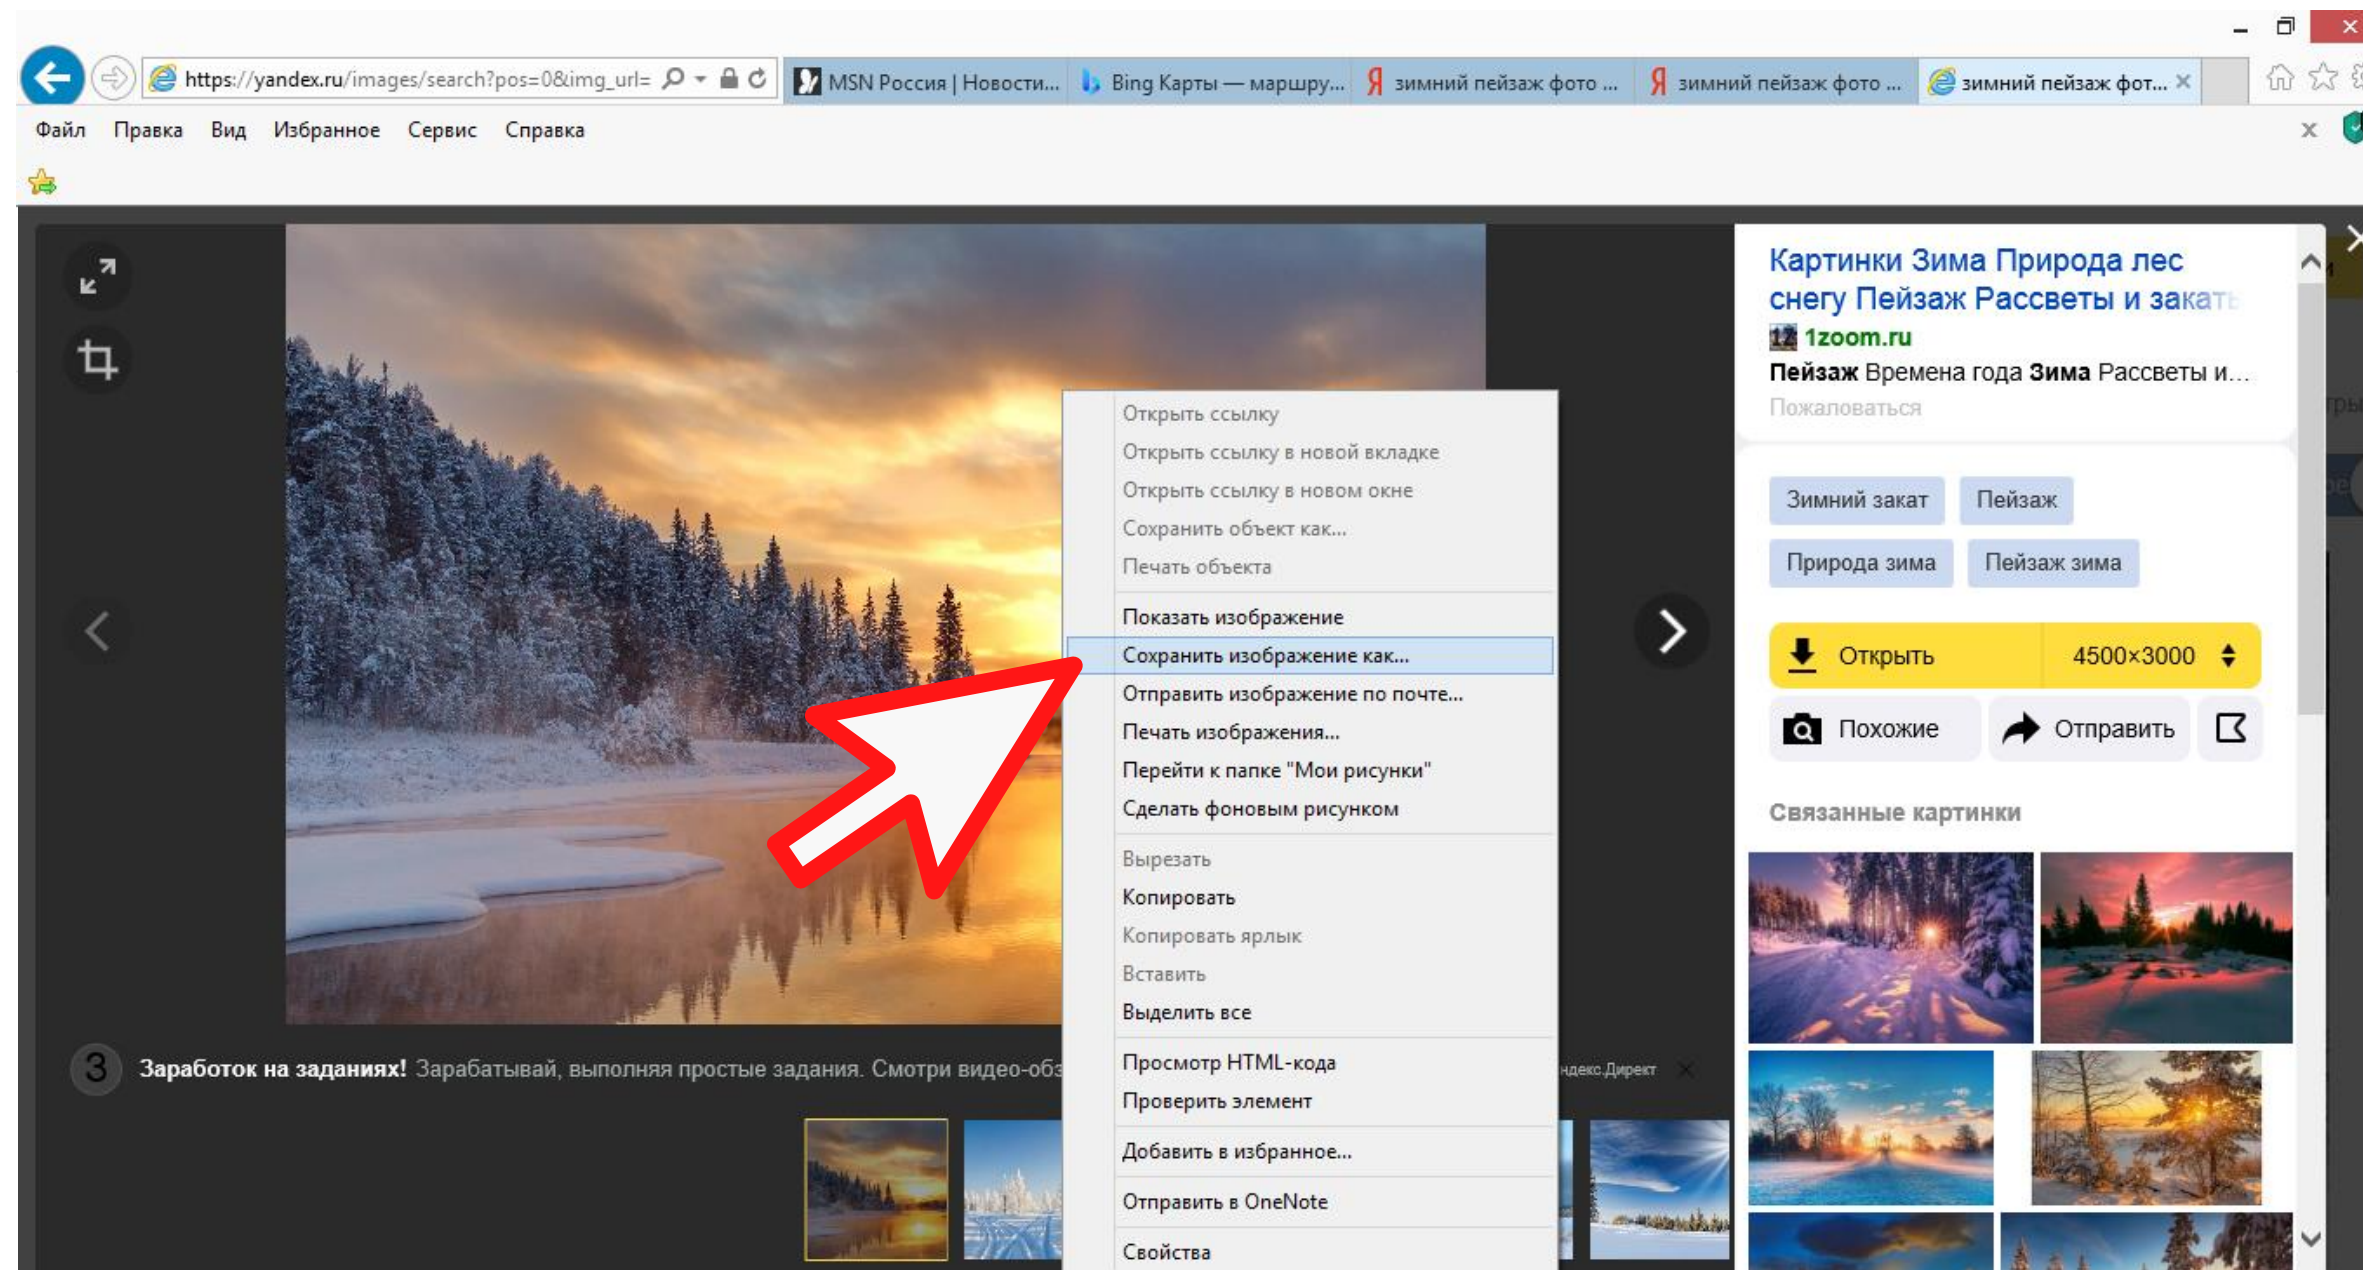 https://yandex.ru/images/search?pos=0&img_url=
MSN Россия | Новости...
Bing Карты — маршру...
Я зимний пейзаж фото ...
Я зимний пейзаж фото ...
зимний пейзаж фот...
Файл Правка Вид Избранное Сервис Справка
Картинки Зима Природа лес
снегу Пейзаж Рассветы и закаты
1zoom.ru
Пейзаж Времена года Зима Рассветы и...
Пожаловаться
Зимний закат Пейзаж
Природа зима Пейзаж зима
Открыть 4500×3000
Похожие Отправить
Связанные картинки
Открыть ссылку
Открыть ссылку в новой вкладке
Открыть ссылку в новом окне
Сохранить объект как...
Печать объекта
Показать изображение
Сохранить изображение как...
Отправить изображение по почте...
Печать изображения...
Перейти к папке "Мои рисунки"
Сделать фоновым рисунком
Вырезать
Копировать
Копировать ярлык
Вставить
Выделить все
Просмотр HTML-кода
Проверить элемент
Добавить в избранное...
Отправить в OneNote
Свойства
З Заработок на заданиях! Зарабатывай, выполняя простые задания. Смотри видео-обз
ндекс.Директ